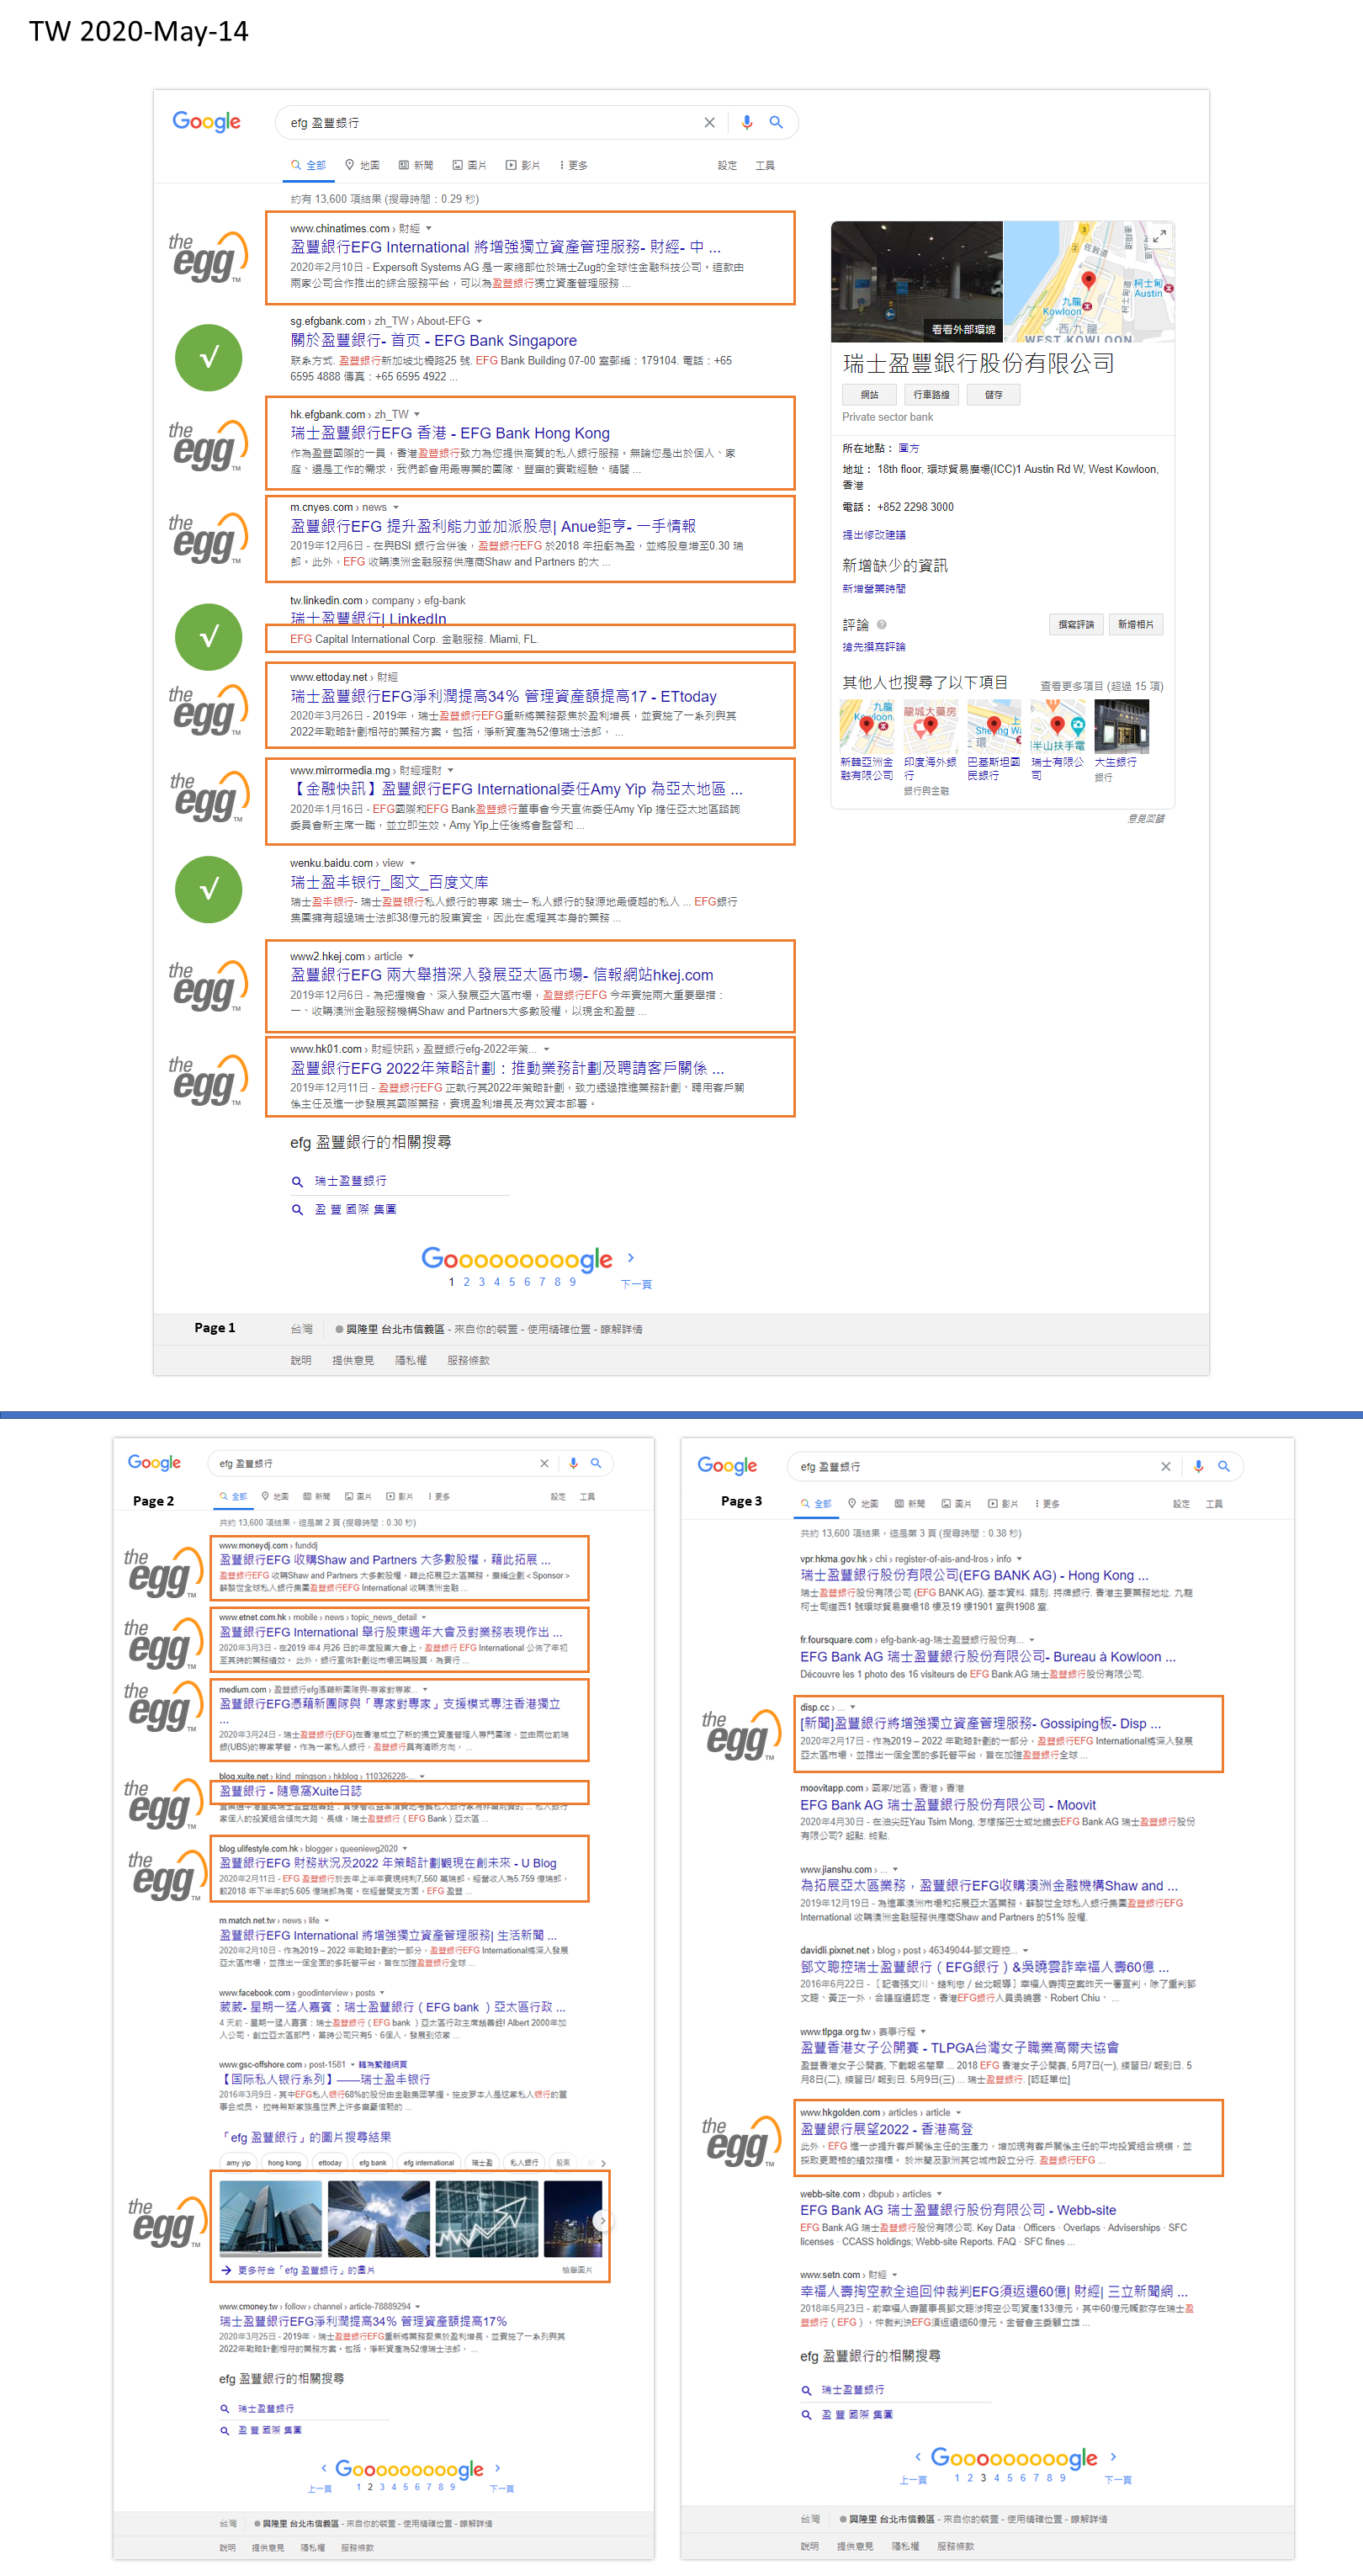 TW 2020-May-14
Google
efg 盈豐銀行
全部 地圖 新聞 圖片 影片 更多 設定 工具
約有 13,600 項結果 (搜尋時間：0.29 秒)
the egg TM
www.chinatimes.com › 財經
盈豐銀行EFG International 將增強獨立資產管理服務- 財經- 中 ...
2020年2月10日 - Expersoft Systems AG 是一家總部位於瑞士Zug的全球性金融科技公司。這款由
兩家公司合作推出的綜合服務平台，可以為盈豐銀行獨立資產管理服務 ...
√
sg.efgbank.com › zh_TW › About-EFG
關於盈豐銀行- 首页 - EFG Bank Singapore
联系方式. 盈豐銀行新加坡北橋路25 號. EFG Bank Building 07-00 室郵編：179104. 電話：+65
6595 4888 傳真：+65 6595 4922 ...
the egg TM
hk.efgbank.com › zh_TW
瑞士盈豐銀行EFG 香港 - EFG Bank Hong Kong
作為盈豐國際的一員，香港盈豐銀行致力為您提供高質的私人銀行服務。無論您是出於個人、家
庭、還是工作的需求，我們都會用最專業的團隊、豐富的實戰經驗、精闢 ...
the egg TM
m.cnyes.com › news
盈豐銀行EFG 提升盈利能力並加派股息| Anue鉅亨- 一手情報
2019年12月6日 - 在與BSI 銀行合併後，盈豐銀行EFG 於2018 年扭虧為盈，並將股息增至0.30 瑞
郎。此外，EFG 收購澳洲金融服務供應商Shaw and Partners 的大 ...
√
tw.linkedin.com › company › efg-bank
瑞士盈豐銀行| LinkedIn
EFG Capital International Corp. 金融服務. Miami, FL.
the egg TM
www.ettoday.net › 財經
瑞士盈豐銀行EFG淨利潤提高34% 管理資產額提高17 - ETtoday
2020年3月26日 - 2019年，瑞士盈豐銀行EFG重新將業務聚焦於盈利增長，並實施了一系列與其
2022年戰略計劃相符的業務方案，包括，淨新資產為52億瑞士法郎， ...
the egg TM
www.mirrormedia.mg › 財經理財
【金融快訊】盈豐銀行EFG International委任Amy Yip 為亞太地區 ...
2020年1月16日 - EFG國際和EFG Bank盈豐銀行董事會今天宣佈委任Amy Yip 擔任亞太地區諮詢
委員會新主席一職，並立即生效。Amy Yip上任後將會監督和 ...
√
wenku.baidu.com › view
瑞士盈丰银行_图文_百度文库
瑞士盈丰银行- 瑞士盈豐银行私人銀行的專家 瑞士– 私人銀行的發源地最優越的私人 ... EFG銀行
集團擁有超過瑞士法郎38億元的股東資金，因此在處理其本身的業務 ...
the egg TM
www2.hkej.com › article
盈豐銀行EFG 兩大舉措深入發展亞太區市場- 信報網站hkej.com
2019年12月6日 - 為把握機會、深入發展亞太區市場，盈豐銀行EFG 今年實施兩大重要舉措：
一、收購澳洲金融服務機構Shaw and Partners大多數股權，以現金和盈豐 ...
the egg TM
www.hk01.com › 財經快訊 › 盈豐銀行efg-2022年策...
盈豐銀行EFG 2022年策略計劃：推動業務計劃及聘請客戶關係 ...
2019年12月11日 - 盈豐銀行EFG 正執行其2022年策略計劃，致力透過推進業務計劃、聘用客戶關
係主任及進一步發展其國際業務，實現盈利增長及有效資本部署。
efg 盈豐銀行的相關搜尋
瑞士盈豐銀行
盈 豐 國際 集團
Gooooooooogle
1 2 3 4 5 6 7 8 9 下一頁
Page 1
台灣 興隆里 台北市信義區 - 來自你的裝置 - 使用精確位置 - 瞭解詳情
說明 提供意見 隱私權 服務條款
看看外部環境
佐敦道
九龍
Kowloon
柯士甸
Austin
西九龍
WEST KOWLOON
瑞士盈豐銀行股份有限公司
網站 行車路線 儲存
Private sector bank
所在地點： 圓方
地址： 18th floor, 環球貿易廣場(ICC)1 Austin Rd W, West Kowloon,
香港
電話： +852 2298 3000
提出修改建議
新增缺少的資訊
新增營業時間
評論 撰寫評論 新增相片
搶先撰寫評論
其他人也搜尋了以下項目 查看更多項目 (超過 15 項)
新韓亞洲金融有限公司
印度海外銀行
銀行與金融
巴基斯坦國民銀行
瑞士有限公司
大生銀行
銀行
意見回饋
Google
efg 盈豐銀行
Page 2
全部 地圖 新聞 圖片 影片 更多 設定 工具
共約 13,600 項結果，這是第 2 頁 (搜尋時間：0.30 秒)
the egg TM
www.moneydj.com › funddj
盈豐銀行EFG 收購Shaw and Partners 大多數股權，藉此拓展 ...
盈豐銀行EFG 收購Shaw and Partners 大多數股權，藉此拓展亞太區業務。廣編企劃＜Sponsor＞
蘇黎世全球私人銀行集團盈豐銀行EFG International 收購澳洲金融 ...
the egg TM
www.etnet.com.hk › mobile › news › topic_news_detail
盈豐銀行EFG International 舉行股東週年大會及對業務表現作出 ...
2020年3月3日 - 在2019 年4 月26 日的年度股東大會上，盈豐銀行 EFG International 公佈了年初
至其時的業務績效。 此外，銀行宣佈計劃從市場回購股票，為實行 ...
the egg TM
medium.com › 盈豐銀行efg憑藉新團隊與-專家對專家...
盈豐銀行EFG憑藉新團隊與「專家對專家」支援模式專注香港獨立
...
2020年3月24日 - 瑞士盈豐銀行(EFG)在香港成立了新的獨立資產管理人專門團隊，並由兩位前瑞
銀(UBS)的專家掌管。作為一家私人銀行，盈豐銀行具有清晰方向， ...
the egg TM
blog.xuite.net › kind_mingson › hkblog › 110326228-...
盈豐銀行 - 隨意窩Xuite日誌
家個人的投資組合傾向大路、長線。瑞士盈豐銀行（EFG Bank）亞太區 ...
the egg TM
blog.ulifestyle.com.hk › blogger › queeniewg2020
盈豐銀行EFG 財務狀況及2022 年策略計劃觀現在創未來 - U Blog
2020年2月11日 - EFG 盈豐銀行於去年上半年實現純利7,560 萬瑞郎，經營收入為5.759 億瑞郎，
較2018 年下半年的5.605 億瑞郎為高。在經營開支方面，EFG 盈豐 ...
m.match.net.tw › news › life
盈豐銀行EFG International 將增強獨立資產管理服務| 生活新聞 ...
2020年2月10日 - 作為2019 – 2022 年戰略計劃的一部分，盈豐銀行EFG International將深入發展
亞太區市場，並推出一個全面的多託管平台，旨在加強盈豐銀行全球 ...
www.facebook.com › goodinterview › posts
葳葳- 星期一猛人嘉賓：瑞士盈豐銀行（EFG bank ）亞太區行政 ...
4 天前 - 星期一猛人嘉賓：瑞士盈豐銀行（EFG bank ）亞太區行政主席趙善銓! Albert 2000年加
入公司，創立亞太區部門，當時公司只有5、6個人，發展到依家 ...
www.gsc-offshore.com › post-1581 轉為繁體網頁
【国际私人银行系列】——瑞士盈丰银行
2016年3月9日 - 其中EFG私人银行68%的股份由金融集团掌握。施皮罗本人是这家私人银行的董
事会成员。 拉特希斯家族是世界上许多富豪信赖的 ...
「efg 盈豐銀行」的圖片搜尋結果
amy yip hong kong ettoday efg bank efg international 瑞士盈 私人銀行 股票
the egg TM
更多符合「efg 盈豐銀行」的圖片 檢舉圖片
www.cmoney.tw › follow › channel › article-78889294
瑞士盈豐銀行EFG淨利潤提高34% 管理資產額提高17%
2020年3月25日 - 2019年，瑞士盈豐銀行EFG重新將業務聚焦於盈利增長，並實施了一系列與其
2022年戰略計劃相符的業務方案，包括，淨新資產為52億瑞士法郎， ...
efg 盈豐銀行的相關搜尋
瑞士盈豐銀行
盈 豐 國際 集團
Gooooooooogle
上一頁 1 2 3 4 5 6 7 8 9 下一頁
台灣 興隆里 台北市信義區 - 來自你的裝置 - 使用精確位置 - 瞭解詳情
說明 提供意見 隱私權 服務條款
Google
efg 盈豐銀行
Page 3
全部 地圖 新聞 圖片 影片 更多 設定 工具
共約 13,600 項結果，這是第 3 頁 (搜尋時間：0.38 秒)
vpr.hkma.gov.hk › chi › register-of-ais-and-lros › info
瑞士盈豐銀行股份有限公司(EFG BANK AG) - Hong Kong ...
瑞士盈豐銀行股份有限公司 (EFG BANK AG). 基本資料. 類別. 持牌銀行. 香港主要業務地址. 九龍
柯士甸道西1 號環球貿易廣場18 樓及19 樓1901 室與1908 室.
fr.foursquare.com › efg-bank-ag-瑞士盈豐銀行股份有...
EFG Bank AG 瑞士盈豐銀行股份有限公司- Bureau à Kowloon ...
Découvre les 1 photo des 16 visiteurs de EFG Bank AG 瑞士盈豐銀行股份有限公司.
the egg TM
disp.cc › ...
[新聞]盈豐銀行將增強獨立資產管理服務- Gossiping板- Disp ...
2020年2月17日 - 作為2019 – 2022 年戰略計劃的一部分，盈豐銀行EFG International將深入發展
亞太區市場，並推出一個全面的多託管平台，旨在加強盈豐銀行全球 ...
moovitapp.com › 國家/地區 › 香港 › 香港
EFG Bank AG 瑞士盈豐銀行股份有限公司 - Moovit
2020年4月30日 - 在油尖旺Yau Tsim Mong, 怎樣搭巴士或地鐵去EFG Bank AG 瑞士盈豐銀行股份
有限公司? 起點. 終點.
www.jianshu.com › ...
為拓展亞太區業務，盈豐銀行EFG收購澳洲金融機構Shaw and ...
2019年12月19日 - 為進軍澳洲市場和拓展亞太區業務，蘇黎世全球私人銀行集團盈豐銀行EFG
International 收購澳洲金融服務供應商Shaw and Partners 的51% 股權.
davidli.pixnet.net › blog › post › 46349044-鄧文聰控...
鄧文聰控瑞士盈豐銀行（EFG銀行）&吳曉雲詐幸福人壽60億 ...
2016年6月22日 - 〔記者張文川、錢利忠／台北報導〕幸福人壽掏空案昨天一審宣判，除了重判鄧
文聰、黃正一外，合議庭還認定，香港EFG銀行人員吳曉雲、Robert Chiu、 ...
www.tlpga.org.tw › 賽事行程
盈豐香港女子公開賽 - TLPGA台灣女子職業高爾夫協會
盈豐香港女子公開賽. 下載報名簡章 ... 2018 EFG 香港女子公開賽. 5月7日(一), 練習日/ 報到日. 5
月8日(二), 練習日/ 報到日. 5月9日(三) ... 瑞士盈豐銀行. [認証單位]
the egg TM
www.hkgolden.com › articles › article
盈豐銀行展望2022 - 香港高登
此外，EFG 進一步提升客戶關係主任的生產力，增加現有客戶關係主任的平均投資組合規模，並
採取更嚴格的績效指標。 於米蘭及歐洲其它城市設立分行. 盈豐銀行EFG ...
webb-site.com › dbpub › articles
EFG Bank AG 瑞士盈豐銀行股份有限公司 - Webb-site
EFG Bank AG 瑞士盈豐銀行股份有限公司. Key Data · Officers · Overlaps · Adviserships · SFC
licenses · CCASS holdings; Webb-site Reports. FAQ · SFC fines ...
www.setn.com › 財經
幸福人壽掏空款全追回仲裁判EFG須返還60億| 財經| 三立新聞網 ...
2018年5月23日 - 前幸福人壽董事長鄧文聰涉掏空公司資產133億元，其中60億元獨款存在瑞士盈
豐銀行（EFG），仲裁判決EFG須返還這60億元。金管會主委顧立雄 ...
efg 盈豐銀行的相關搜尋
瑞士盈豐銀行
盈 豐 國際 集團
Gooooooooogle
上一頁 1 2 3 4 5 6 7 8 9 下一頁
台灣 興隆里 台北市信義區 - 來自你的裝置 - 使用精確位置 - 瞭解詳情
說明 提供意見 隱私權 服務條款